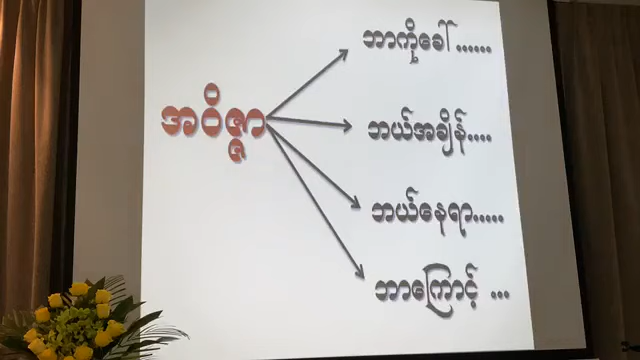 ဘာကိုခေါ် ......
အဝိဇ္ဇာ
ဘယ်အချိန်....
ဘယ်နေရာ.....
ဘာကြောင့် ...